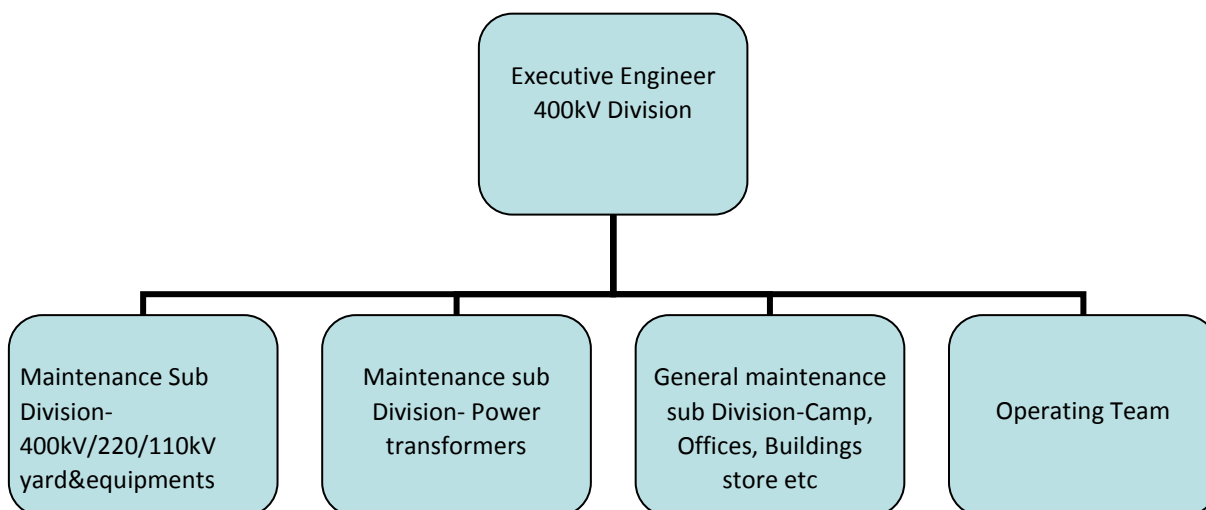 Executive Engineer
400kV Division
Maintenance Sub
Division-
400kV/220/110kV
yard&equipments
Maintenance sub
Division- Power
transformers
General maintenance
sub Division-Camp,
Offices, Buildings
store etc
Operating Team